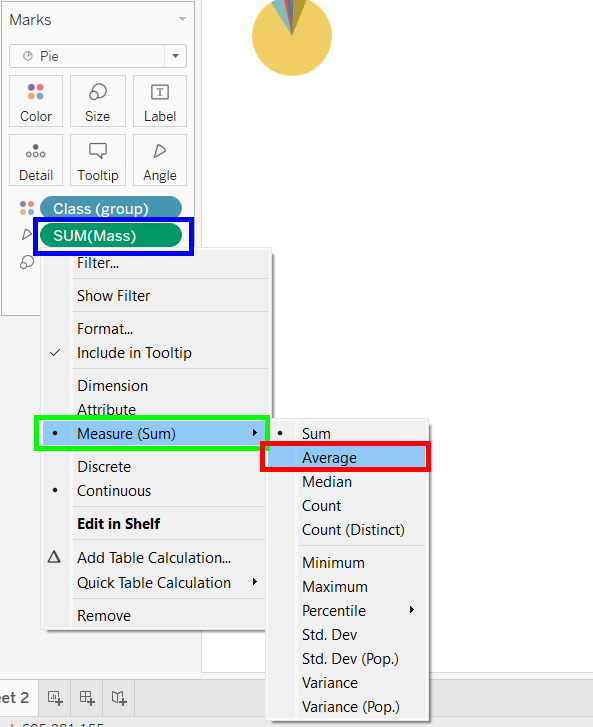 Marks
Pie
Color
Size
T
Label
Detail
Tooltip
Angle
Class (group)
SUM(Mass)
Filter...
Show Filter
Format...
Include in Tooltip
Dimension
Attribute
Measure (Sum)
Discrete
Continuous
Edit in Shelf
Add Table Calculation...
Quick Table Calculation
Remove
Sum
Average
Median
Count
Count (Distinct)
Minimum
Maximum
Percentile
Std. Dev
Std. Dev (Pop.)
Variance
Variance (Pop.)
eet 2